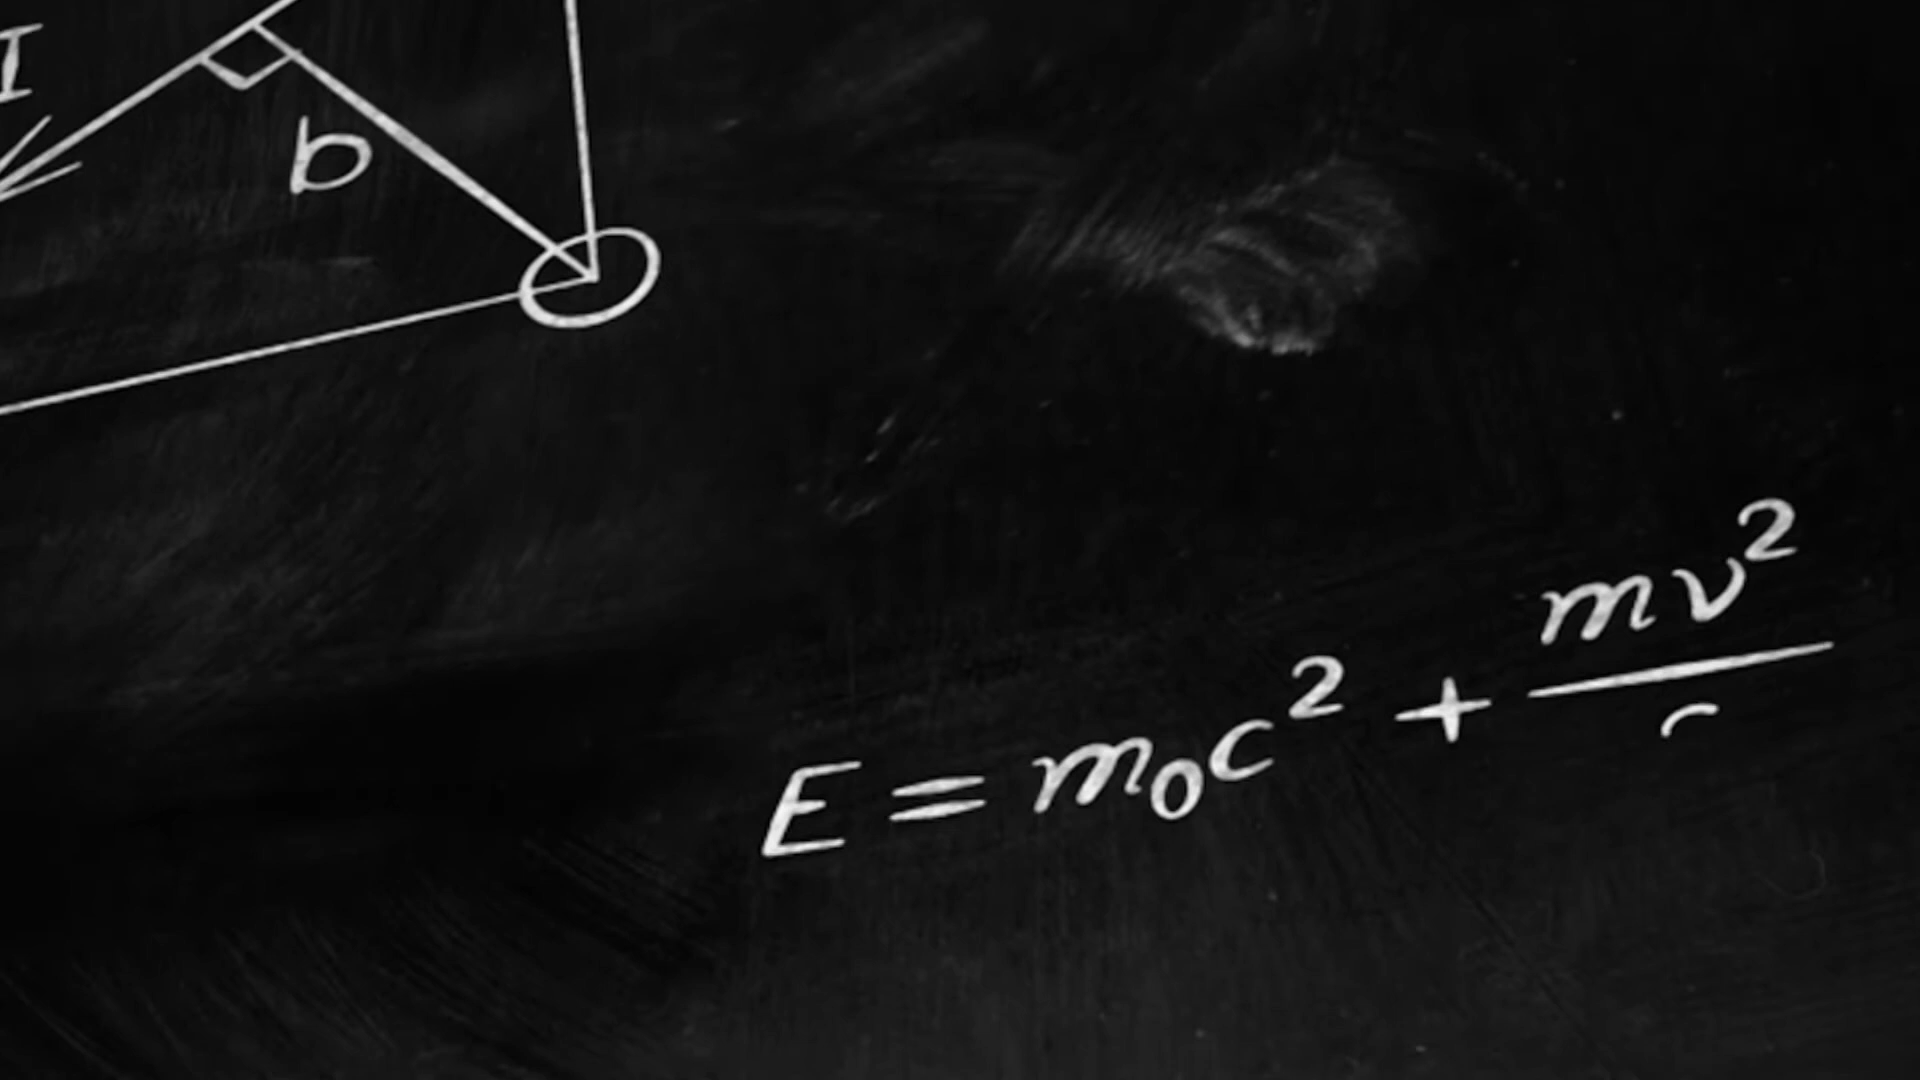 I
b
E = m₀c² + mv²